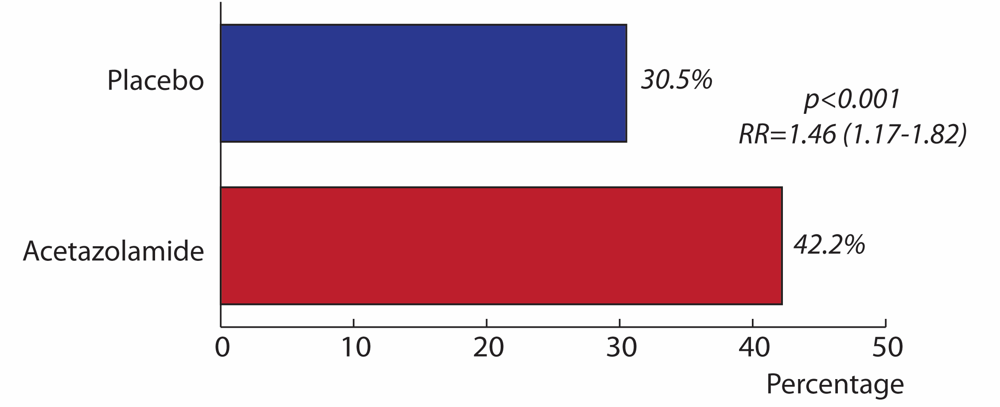 Placebo
30.5%
p<0.001
RR=1.46 (1.17-1.82)
Acetazolamide
42.2%
0 10 20 30 40 50
Percentage